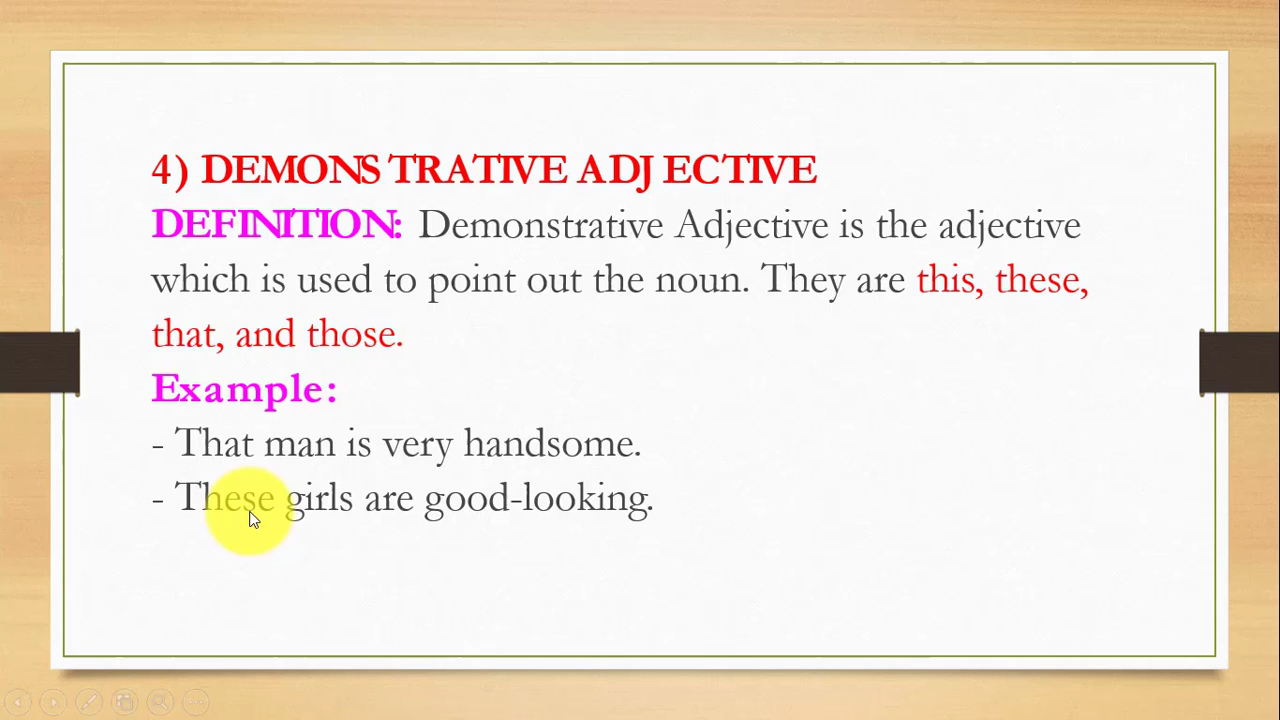 4) DEMONSTRATIVE ADJECTIVE
DEFINITION: Demonstrative Adjective is the adjective
which is used to point out the noun. They are this, these,
that, and those.
Example:
- That man is very handsome.
- These girls are good-looking.